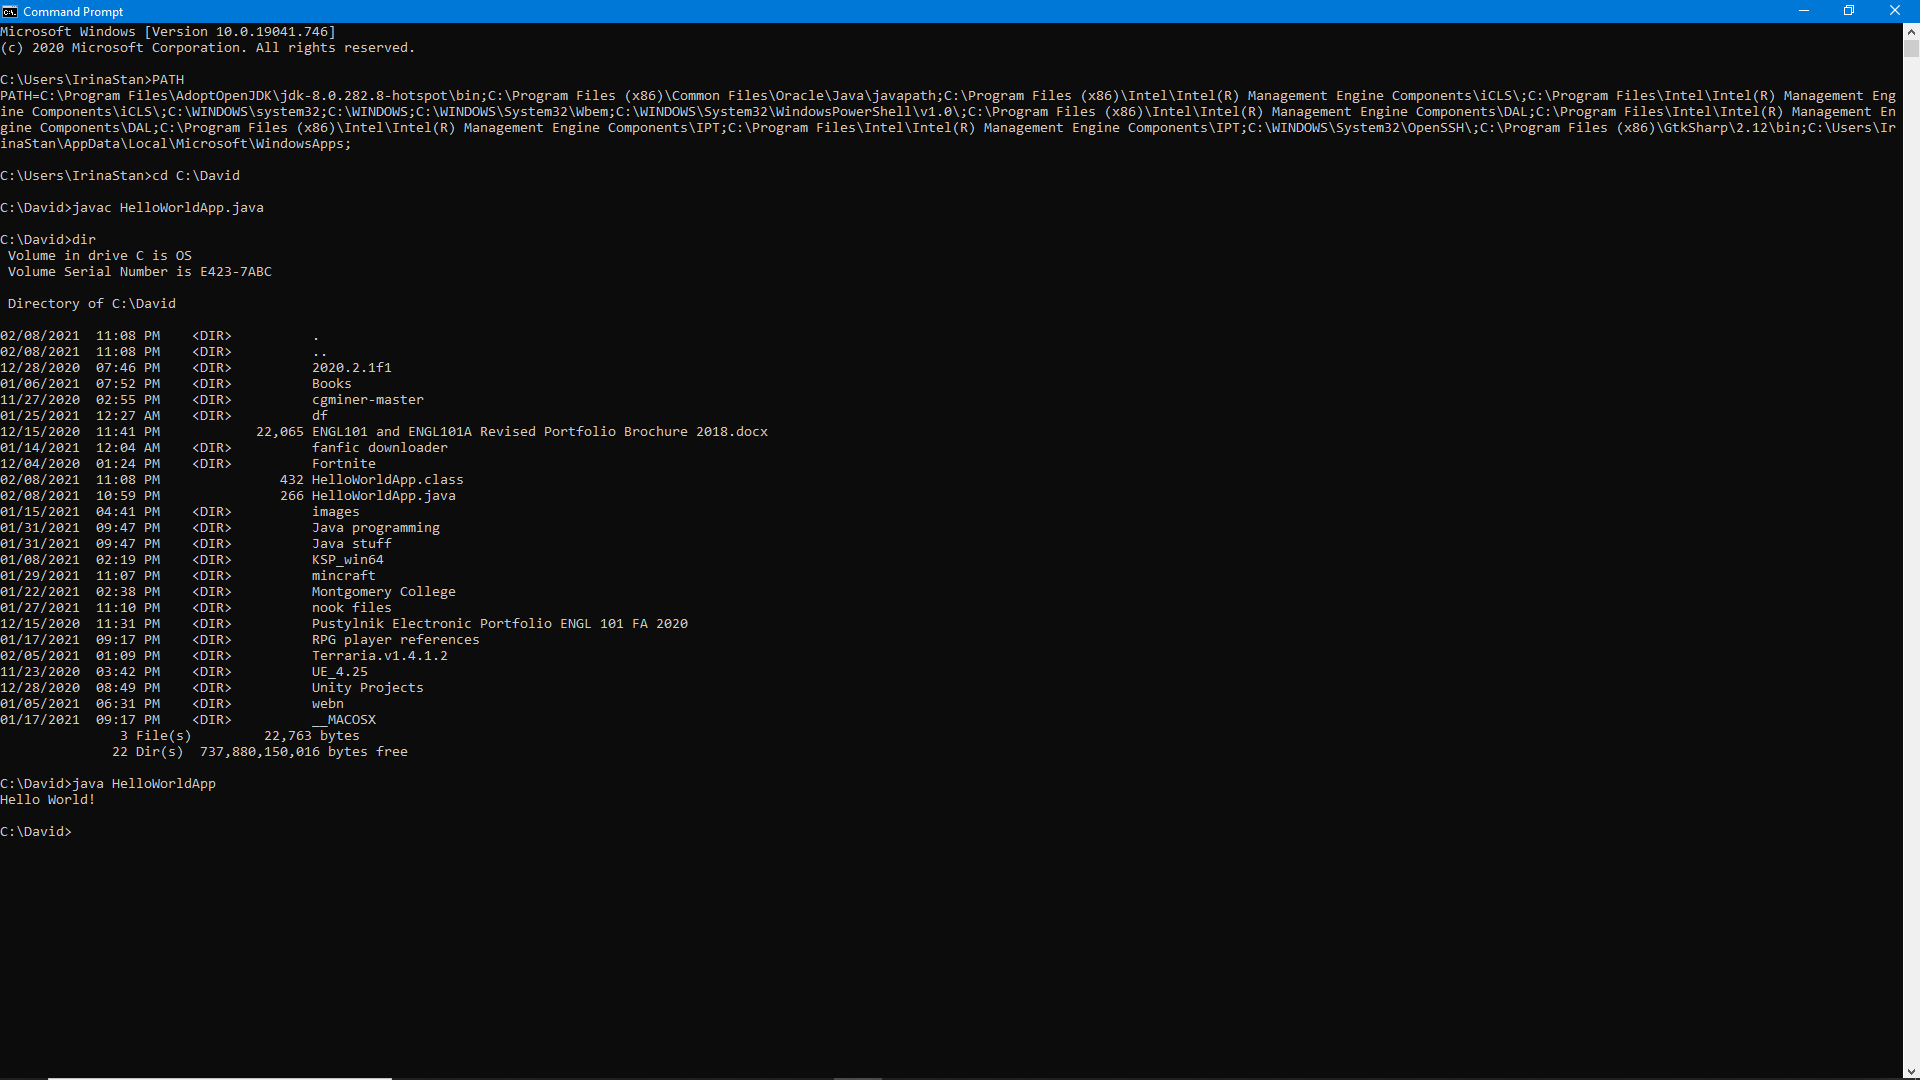 Command Prompt
Microsoft Windows [Version 10.0.19041.746]
(c) 2020 Microsoft Corporation. All rights reserved.
C:\Users\IrinaStan>PATH
PATH=C:\Program Files\AdoptOpenJDK\jdk-8.0.282.8-hotspot\bin;C:\Program Files (x86)\Common Files\Oracle\Java\javapath;C:\Program Files (x86)\Intel\Intel(R) Management Engine Components\iCLS\;C:\Program Files\Intel\Intel(R) Management Eng
ine Components\iCLS\;C:\WINDOWS\system32;C:\WINDOWS;C:\WINDOWS\System32\Wbem;C:\WINDOWS\System32\WindowsPowerShell\v1.0\;C:\Program Files (x86)\Intel\Intel(R) Management Engine Components\DAL;C:\Program Files\Intel\Intel(R) Management En
gine Components\DAL;C:\Program Files (x86)\Intel\Intel(R) Management Engine Components\IPT;C:\Program Files\Intel\Intel(R) Management Engine Components\IPT;C:\WINDOWS\System32\OpenSSH\;C:\Program Files (x86)\GtkSharp\2.12\bin;C:\Users\Ir
inaStan\AppData\Local\Microsoft\WindowsApps;
C:\Users\IrinaStan>cd C:\David
C:\David>javac HelloWorldApp.java
C:\David>dir
 Volume in drive C is OS
 Volume Serial Number is E423-7ABC
 Directory of C:\David
02/08/2021  11:08 PM    <DIR>          .
02/08/2021  11:08 PM    <DIR>          ..
12/28/2020  07:46 PM    <DIR>          2020.2.1f1
01/06/2021  07:52 PM    <DIR>          Books
11/27/2020  02:55 PM    <DIR>          cgminer-master
01/25/2021  12:27 AM    <DIR>          df
12/15/2020  11:41 PM            22,065 ENGL101 and ENGL101A Revised Portfolio Brochure 2018.docx
01/14/2021  12:04 AM    <DIR>          fanfic downloader
12/04/2020  01:24 PM    <DIR>          Fortnite
02/08/2021  11:08 PM               432 HelloWorldApp.class
02/08/2021  10:59 PM               266 HelloWorldApp.java
01/15/2021  04:41 PM    <DIR>          images
01/31/2021  09:47 PM    <DIR>          Java programming
01/31/2021  09:47 PM    <DIR>          Java stuff
01/08/2021  02:19 PM    <DIR>          KSP_win64
01/29/2021  11:07 PM    <DIR>          mincraft
01/22/2021  02:38 PM    <DIR>          Montgomery College
01/27/2021  11:10 PM    <DIR>          nook files
12/15/2020  11:31 PM    <DIR>          Pustylnik Electronic Portfolio ENGL 101 FA 2020
01/17/2021  09:17 PM    <DIR>          RPG player references
02/05/2021  01:09 PM    <DIR>          Terraria.v1.4.1.2
11/23/2020  03:42 PM    <DIR>          UE_4.25
12/28/2020  08:49 PM    <DIR>          Unity Projects
01/05/2021  06:31 PM    <DIR>          webn
01/17/2021  09:17 PM    <DIR>          __MACOSX
               3 File(s)         22,763 bytes
              22 Dir(s)  737,880,150,016 bytes free
C:\David>java HelloWorldApp
Hello World!
C:\David>